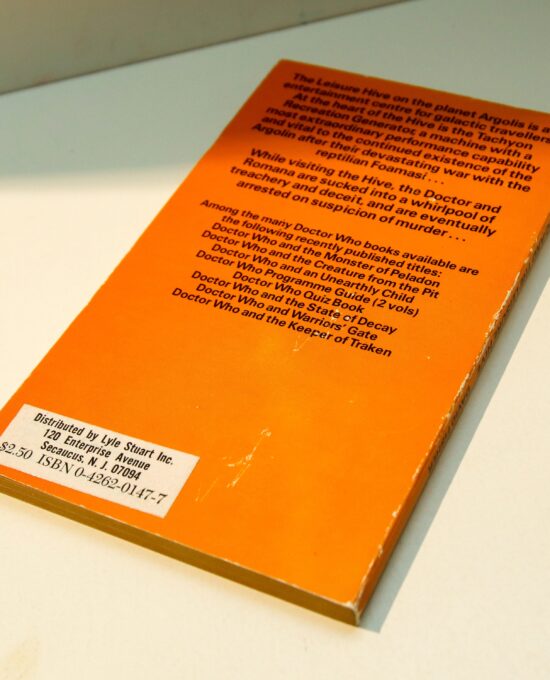 The Leisure Hive on the planet Argolis is a
entertainment centre for galactic travellers
At the heart of the Hive is the Tachyon
Recreation Generator, a machine with a
most extraordinary performance capability
and vital to the continued existence of the
Argolin after their devastating war with the
reptilian Foamasi...
While visiting the Hive, the Doctor and
Romana are sucked into a whirlpool of
treachery and deceit, and are eventually
arrested on suspicion of murder...
Among the many Doctor Who books available are
the following recently published titles:
Doctor Who and the Monster of Peladon
Doctor Who and the Creature from the Pit
Doctor Who and an Unearthly Child
Doctor Who Programme Guide (2 vols)
Doctor Who Quiz Book
Doctor Who and the State of Decay
Doctor Who and Warriors' Gate
Doctor Who and the Keeper of Traken
Distributed by Lyle Stuart Inc.
120 Enterprise Avenue
Secaucus, N. J. 07094
$2.50 ISBN 0-4262-0147-7